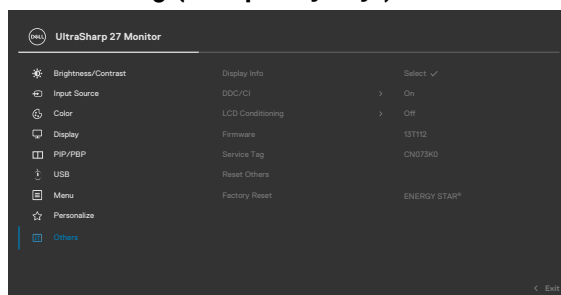 DELL UltraSharp 27 Monitor
Brightness/Contrast Display Info Select ✓
Input Source DDC/CI > On
Color LCD Conditioning > Off
Display Firmware 13T112
PIP/PBP Service Tag CN073K0
USB Reset Others
Menu Factory Reset ENERGY STAR®
Personalize
Others
< Exit